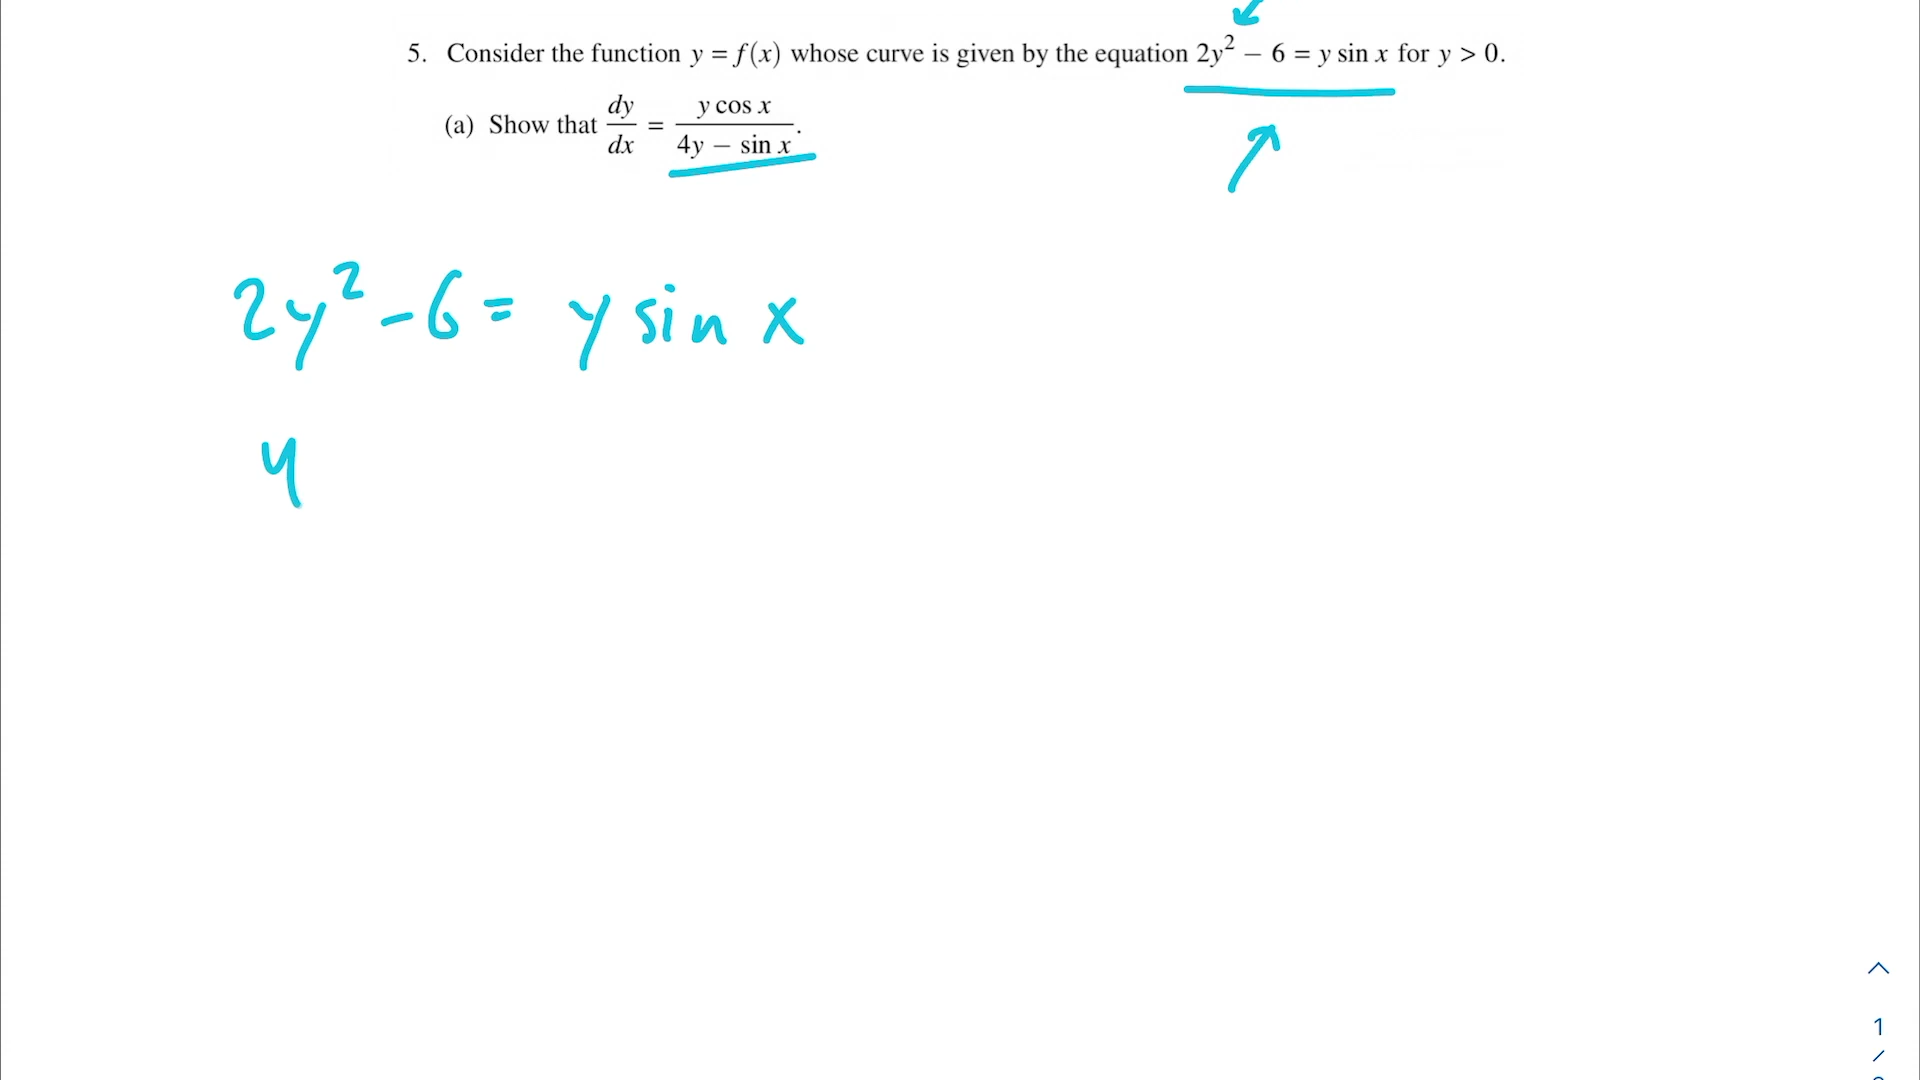 5. Consider the function y = f(x) whose curve is given by the equation 2y² − 6 = y sin x for y > 0.
(a) Show that dy/dx = y cos x / 4y − sin x.
2y² - 6 = y sin x
4
1
/